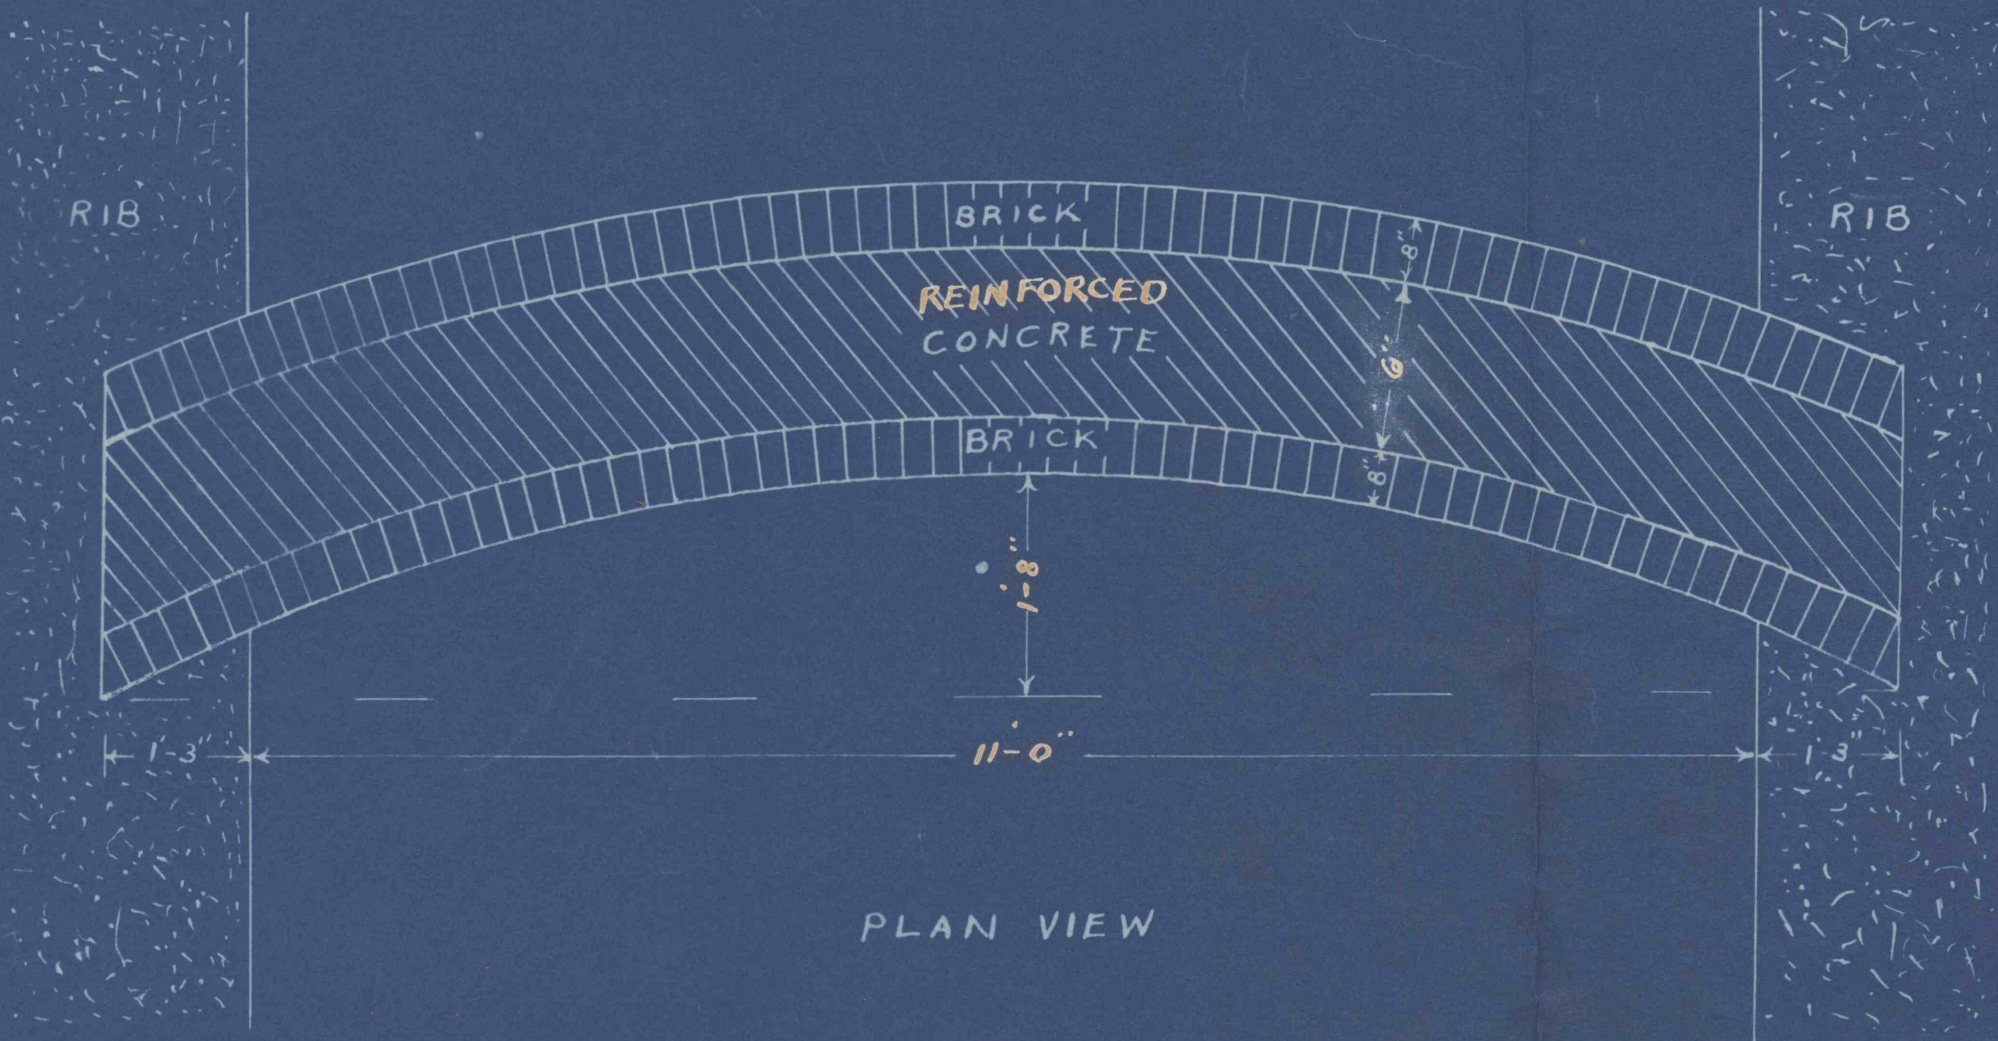 RIB
RIB
BRICK
8"
REINFORCED
CONCRETE
6'
BRICK
8"
1'-8"
1'-3"
11'-0"
1'-3"
PLAN VIEW